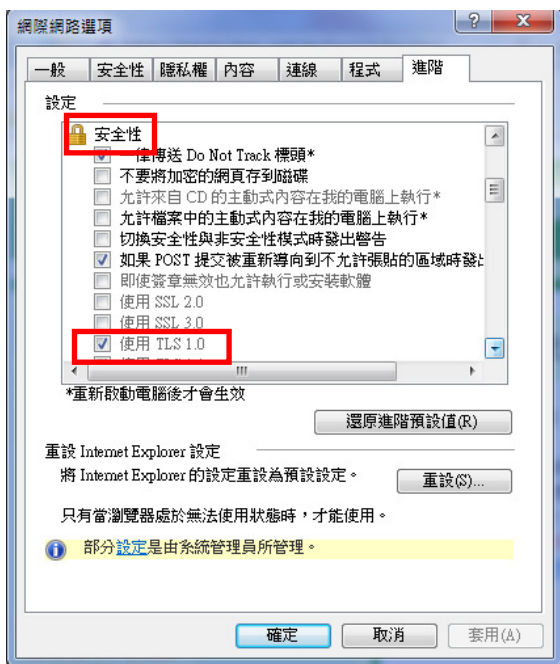 網際網路選項
一般 安全性 隱私權 內容 連線 程式 進階
設定
安全性
一律傳送 Do Not Track 標頭*
不要將加密的網頁存到磁碟
允許來自 CD 的主動式內容在我的電腦上執行*
允許檔案中的主動式內容在我的電腦上執行*
切換安全性與非安全性模式時發出警告
如果 POST 提交被重新導向到不允許張貼的區域時發出
即使簽章無效也允許執行或安裝軟體
使用 SSL 2.0
使用 SSL 3.0
使用 TLS 1.0
*重新啟動電腦後才會生效
還原進階預設值(R)
重設 Internet Explorer 設定
將 Internet Explorer 的設定重設為預設設定。
重設(S)...
只有當瀏覽器處於無法使用狀態時，才能使用。
部分設定是由系統管理員所管理。
確定 取消 套用(A)